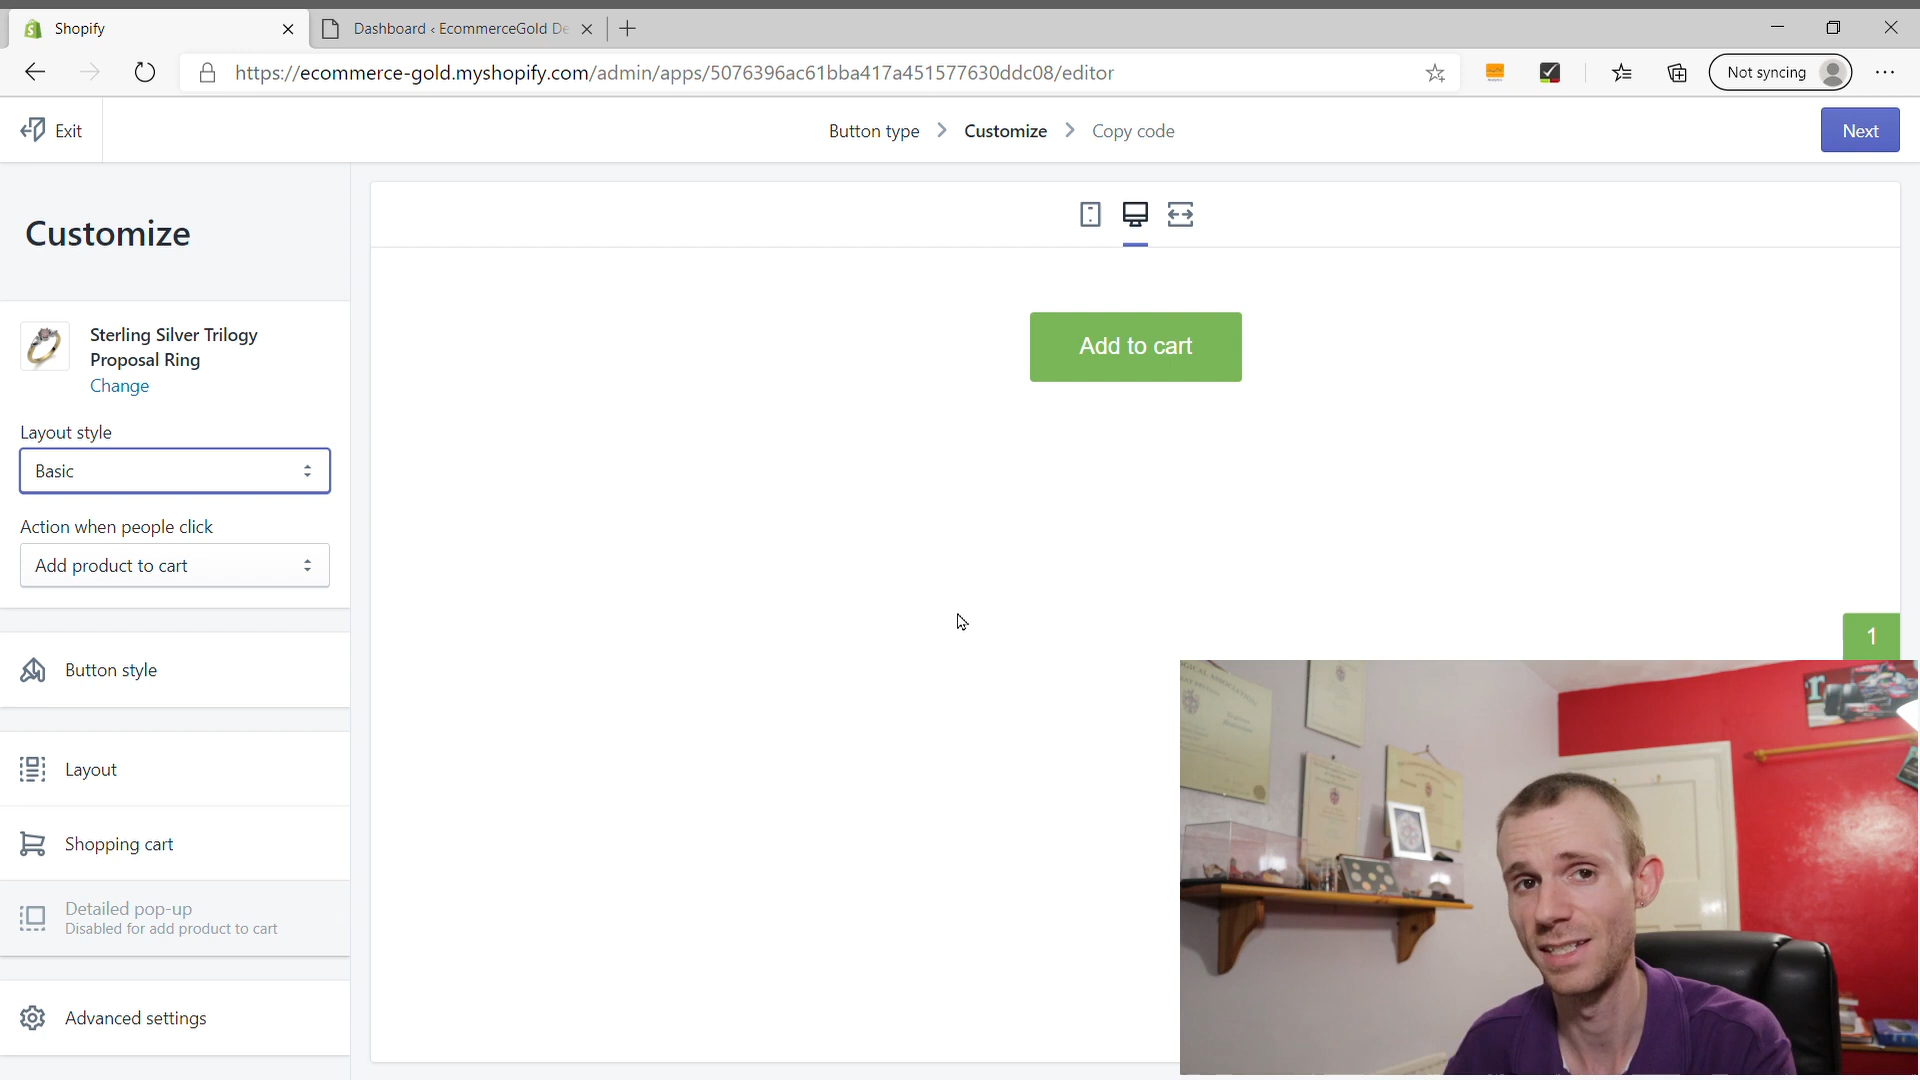 Shopify
Dashboard ‹ EcommerceGold De
https://ecommerce-gold.myshopify.com/admin/apps/5076396ac61bba417a451577630ddc08/editor
Not syncing
Exit
Button type
Customize
Copy code
Next
Customize
Sterling Silver Trilogy
Proposal Ring
Change
Layout style
Basic
Action when people click
Add product to cart
Button style
Layout
Shopping cart
Detailed pop-up
Disabled for add product to cart
Advanced settings
Add to cart
1